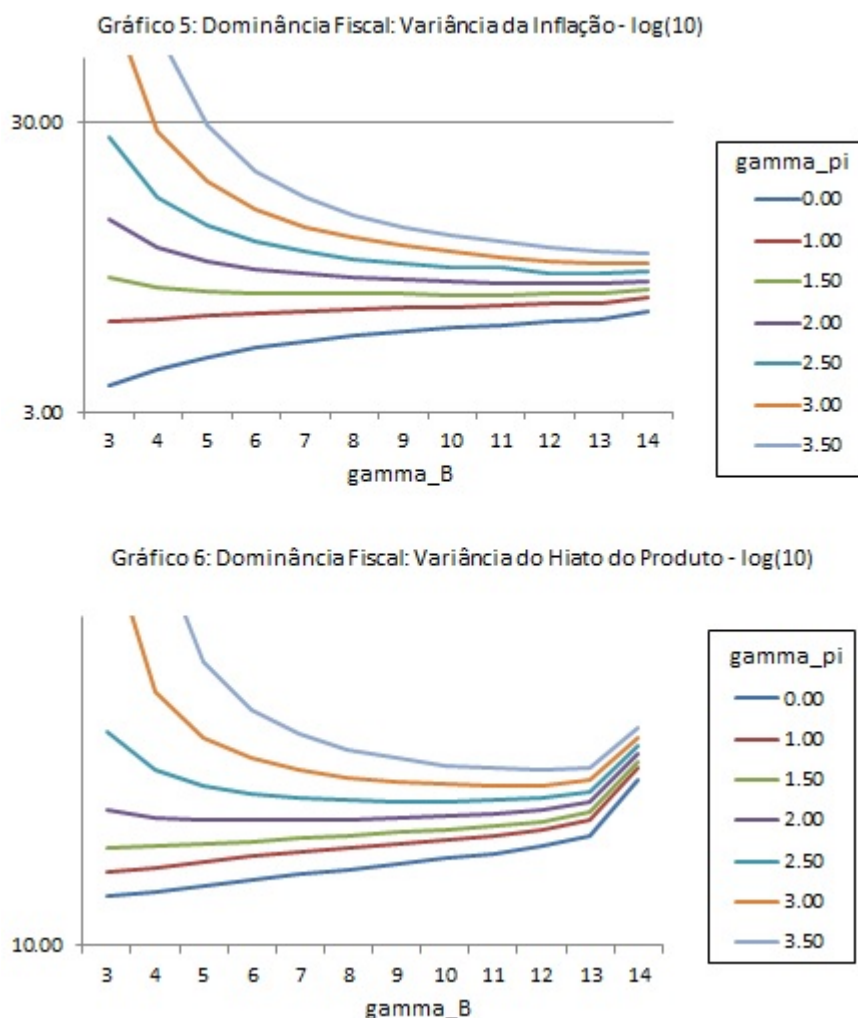 Gráfico 5: Dominância Fiscal: Variância da Inflação - log(10)
30.00
3.00
3 4 5 6 7 8 9 10 11 12 13 14
gamma_B
gamma_pi
0.00
1.00
1.50
2.00
2.50
3.00
3.50
Gráfico 6: Dominância Fiscal: Variância do Hiato do Produto - log(10)
10.00
3 4 5 6 7 8 9 10 11 12 13 14
gamma_B
gamma_pi
0.00
1.00
1.50
2.00
2.50
3.00
3.50